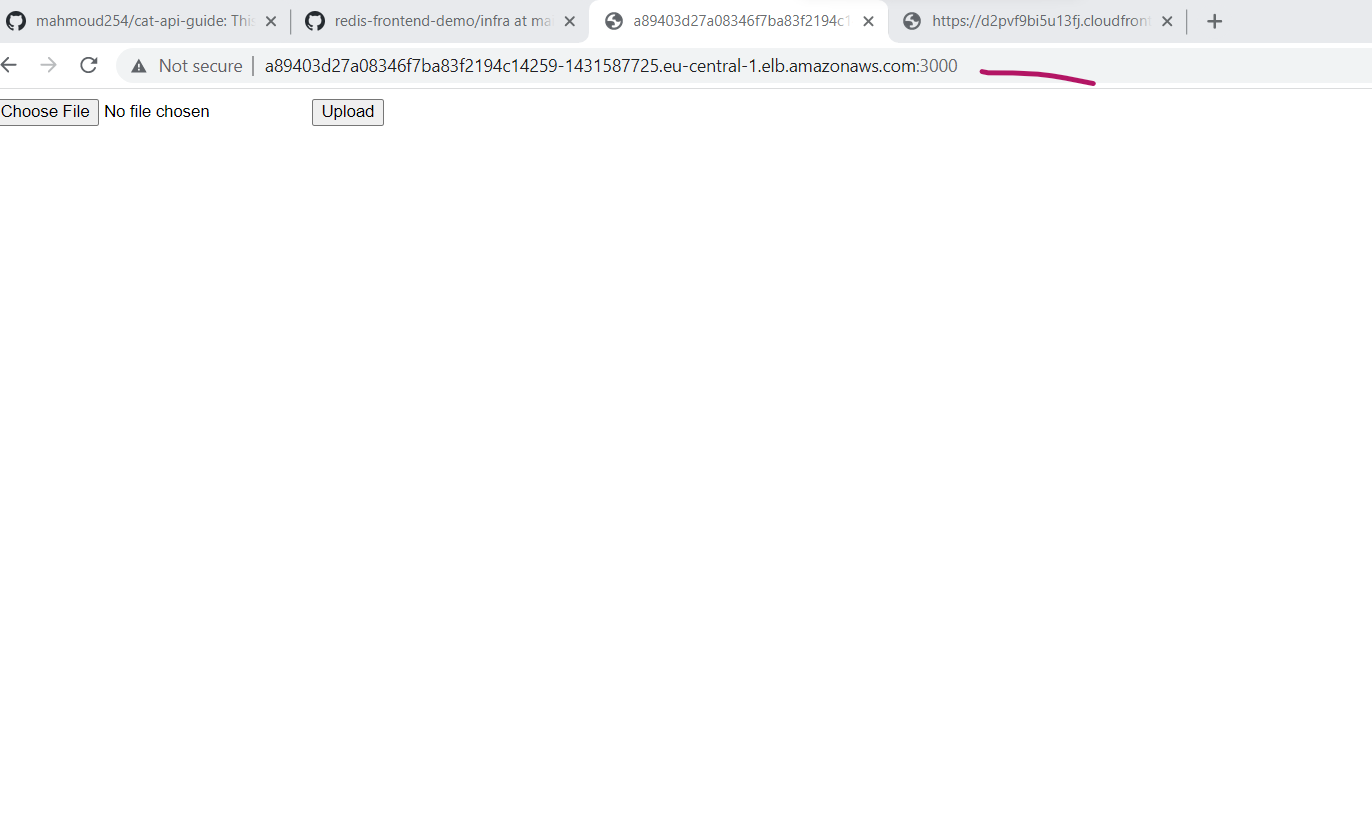 mahmoud254/cat-api-guide: This
redis-frontend-demo/infra at ma
a89403d27a08346f7ba83f2194c1
https://d2pvf9bi5u13fj.cloudfront
Not secure
a89403d27a08346f7ba83f2194c14259-1431587725.eu-central-1.elb.amazonaws.com:3000
Choose File No file chosen Upload